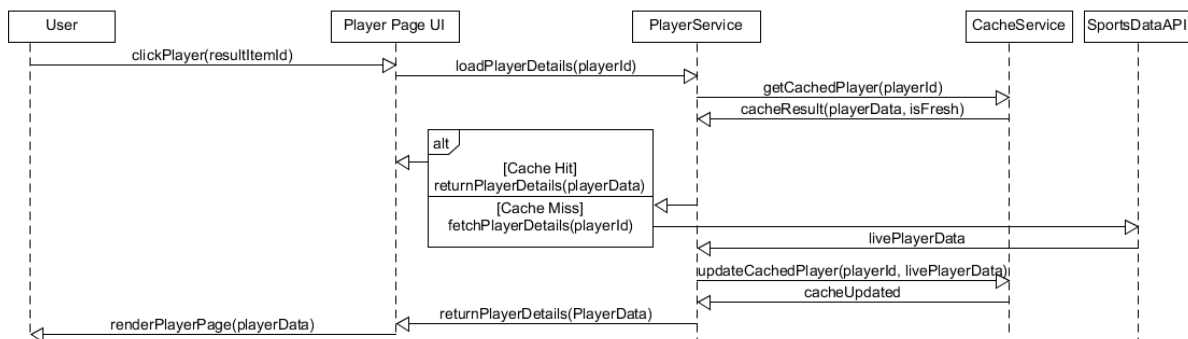 User
Player Page UI
PlayerService
CacheService
SportsDataAPI
clickPlayer(resultItemId)
loadPlayerDetails(playerId)
getCachedPlayer(playerId)
cacheResult(playerData, isFresh)
alt
[Cache Hit]
returnPlayerDetails(playerData)
[Cache Miss]
fetchPlayerDetails(playerId)
livePlayerData
updateCachedPlayer(playerId, livePlayerData)
cacheUpdated
returnPlayerDetails(PlayerData)
renderPlayerPage(playerData)